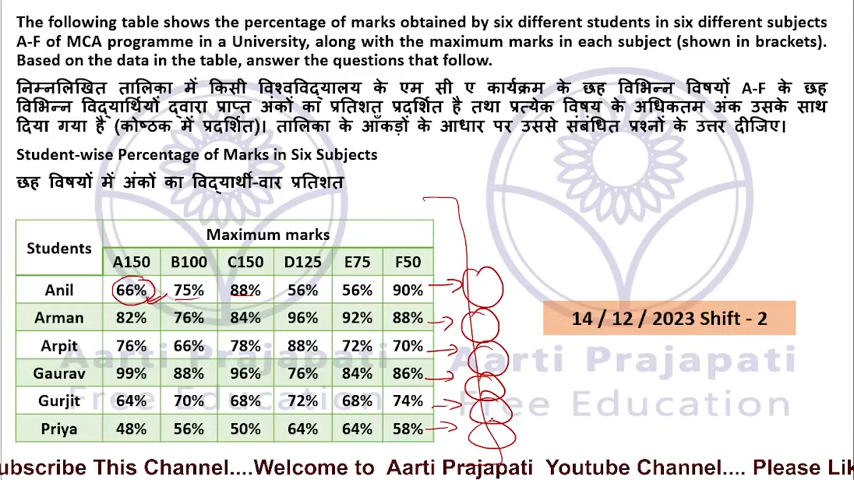 The following table shows the percentage of marks obtained by six different students in six different subjects
A-F of MCA programme in a University, along with the maximum marks in each subject (shown in brackets).
Based on the data in the table, answer the questions that follow.
निम्नलिखित तालिका में किसी विश्वविद्यालय के एम सी ए कार्यक्रम के छह विभिन्न विषयों A-F के छह
विभिन्न विद्यार्थियों द्वारा प्राप्त अंकों का प्रतिशत प्रदर्शित है तथा प्रत्येक विषय के अधिकतम अंक उसके साथ
दिया गया है (कोष्ठक में प्रदर्शित)। तालिका के आँकड़ों के आधार पर उससे संबंधित प्रश्नों के उत्तर दीजिए।
Student-wise Percentage of Marks in Six Subjects
छह विषयों में अंकों का विद्यार्थी-वार प्रतिशत
Students Maximum marks
A150 B100 C150 D125 E75 F50
Anil 66% 75% 88% 56% 56% 90%
Arman 82% 76% 84% 96% 92% 88%
Arpit 76% 66% 78% 88% 72% 70%
Gaurav 99% 88% 96% 76% 84% 86%
Gurjit 64% 70% 68% 72% 68% 74%
Priya 48% 56% 50% 64% 64% 58%
14 / 12 / 2023 Shift - 2
Aarti Prajapati Aarti Prajapati
Free Education Free Education
ubscribe This Channel....Welcome to Aarti Prajapati Youtube Channel.... Please Lik